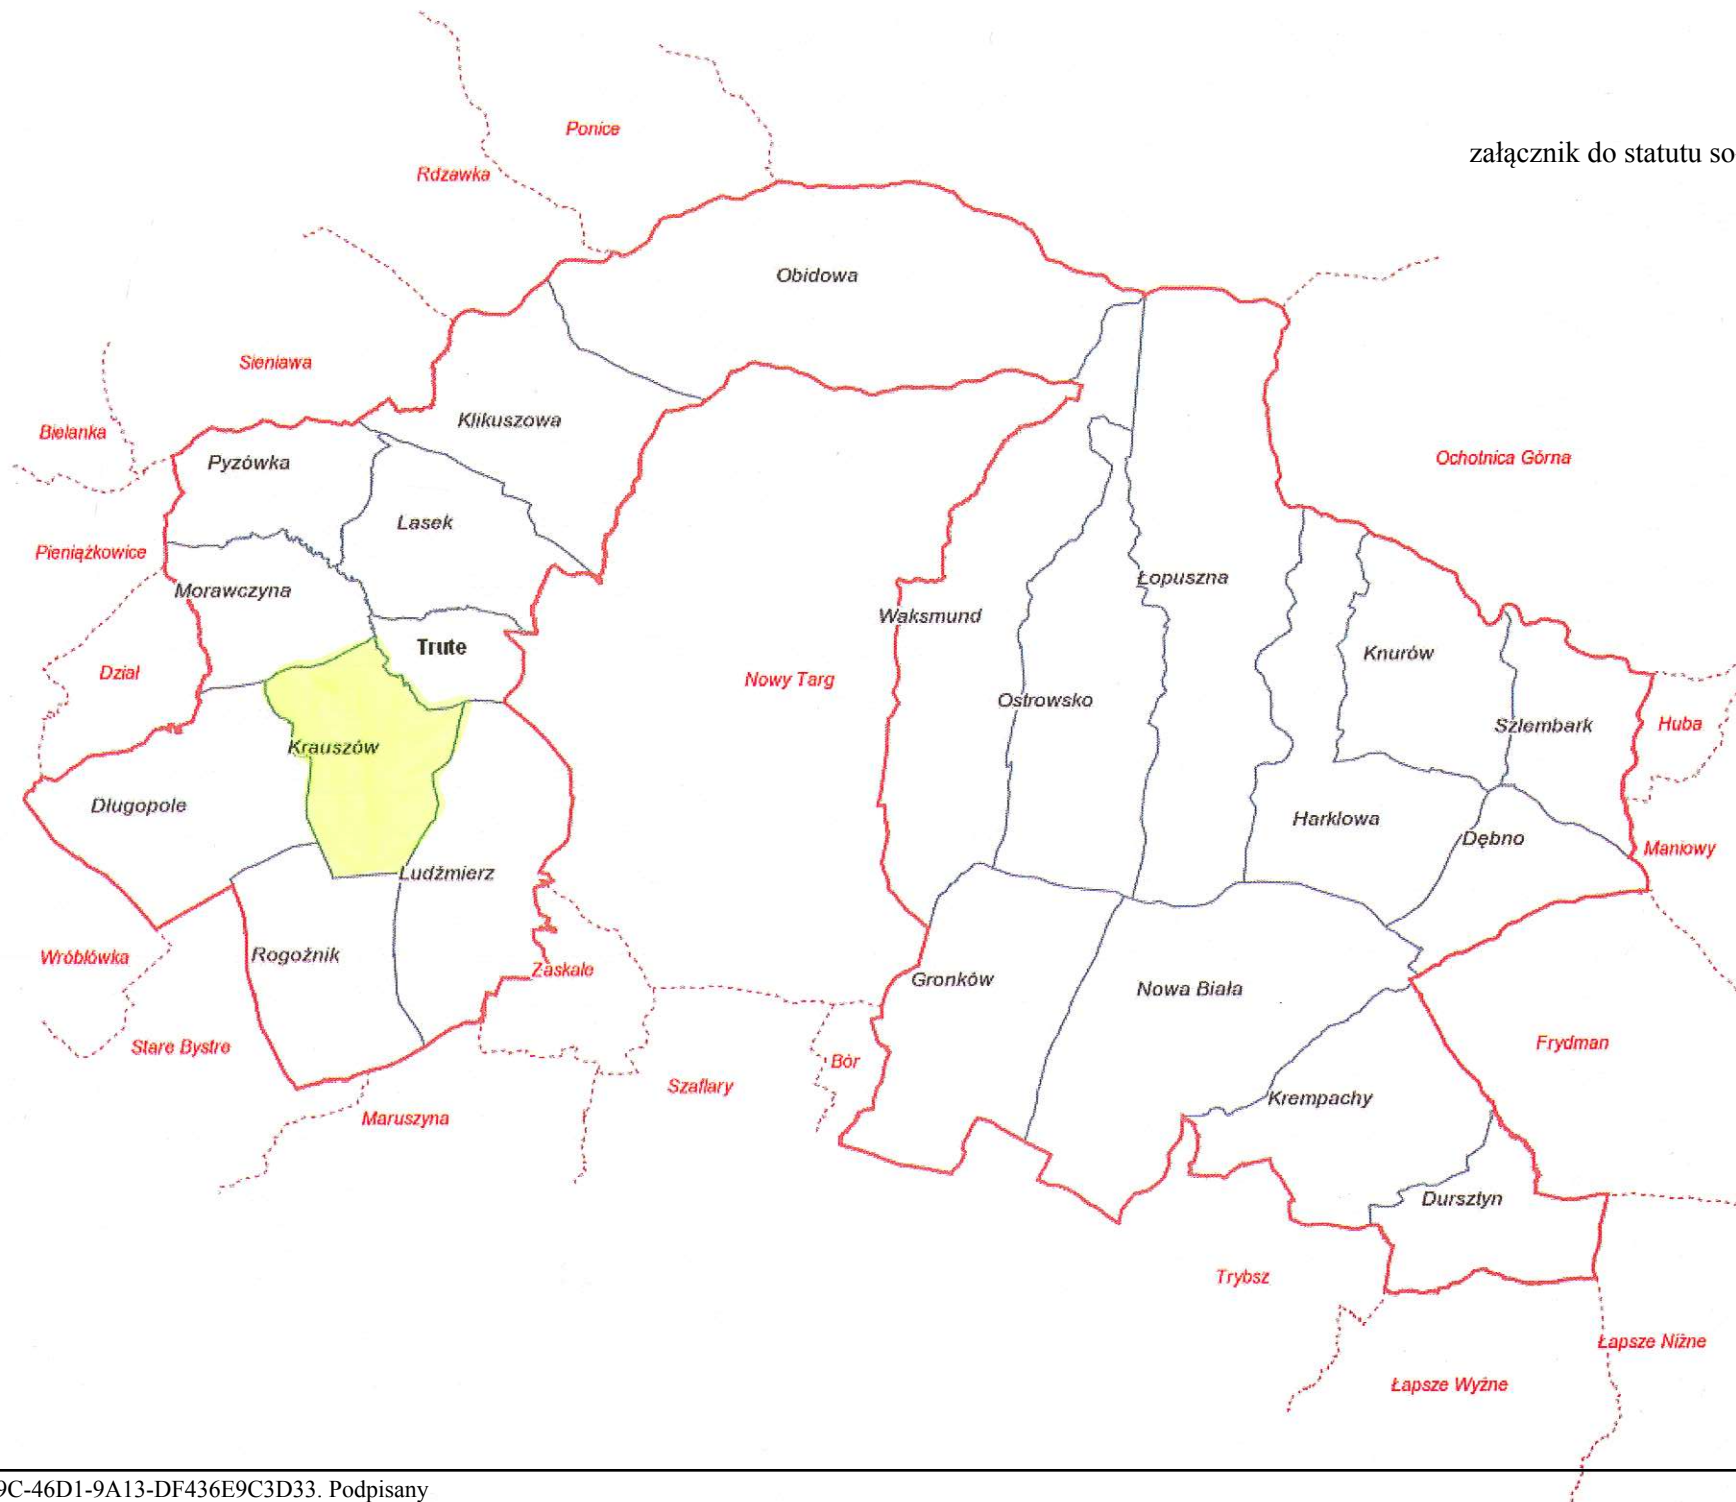 Ponice
załącznik do statutu so
Rdzawka
Obidowa
Sieniawa
Klikuszowa
Bielanka
Pyzówka
Ochotnica Górna
Lasek
Pieniążkowice
Łopuszna
Morawczyna
Waksmund
Trute
Knurów
Dział
Nowy Targ
Ostrowsko
Szlembark
Huba
Krauszów
Długopole
Harklowa
Dębno
Maniowy
Ludźmierz
Rogoźnik
Wróblówka
Zaskale
Gronków
Nowa Biała
Stare Bystre
Frydman
Bór
Szaflary
Krempachy
Maruszyna
Dursztyn
Trybsz
Łapsze Niżne
Łapsze Wyżne
9C-46D1-9A13-DF436E9C3D33. Podpisany